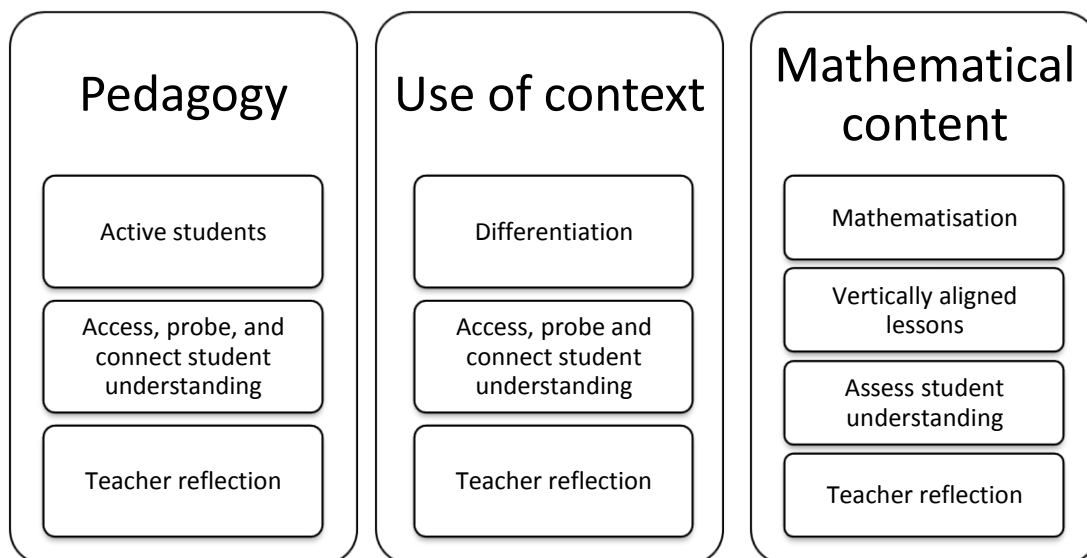 Pedagogy
Active students
Access, probe, and
connect student
understanding
Teacher reflection
Use of context
Differentiation
Access, probe and
connect student
understanding
Teacher reflection
Mathematical
content
Mathematisation
Vertically aligned
lessons
Assess student
understanding
Teacher reflection